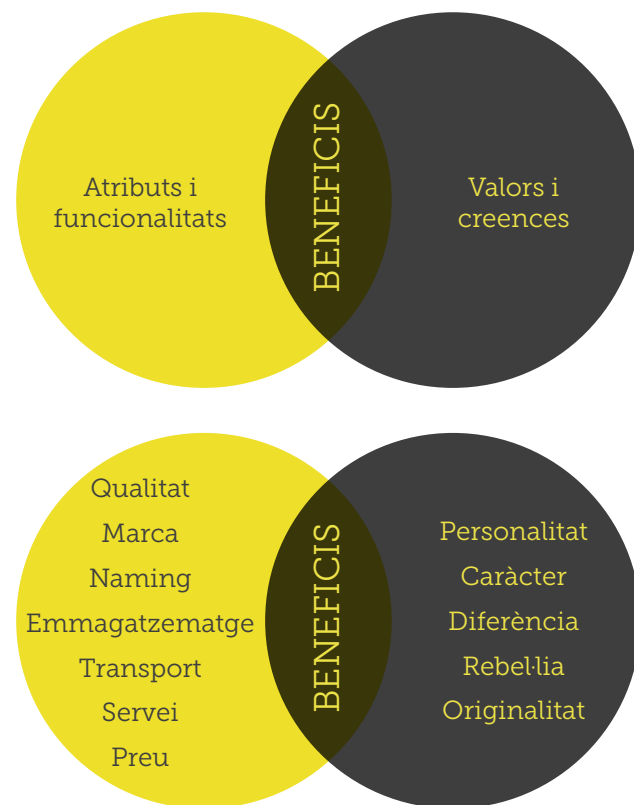 Atributs i
funcionalitats
BENEFICIS
Valors i
creences
Qualitat
Marca
Naming
Emmagatzematge
Transport
Servei
Preu
BENEFICIS
Personalitat
Caràcter
Diferència
Rebel·lia
Originalitat